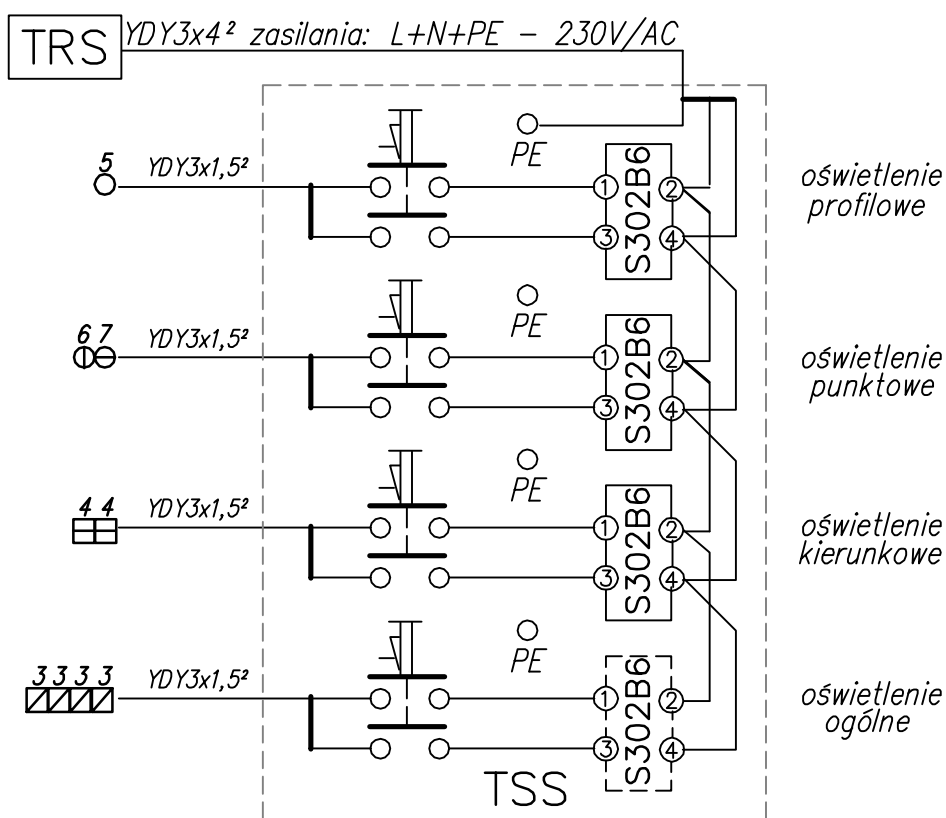 TRS
YDY3x4² zasilania: L+N+PE – 230V/AC
PE
5
YDY3x1,5²
1
2
3
4
S302B6
oświetlenie
profilowe
PE
6 7
YDY3x1,5²
1
2
3
4
S302B6
oświetlenie
punktowe
PE
4 4
YDY3x1,5²
1
2
3
4
S302B6
oświetlenie
kierunkowe
PE
3 3 3 3
YDY3x1,5²
1
2
3
4
S302B6
oświetlenie
ogólne
TSS